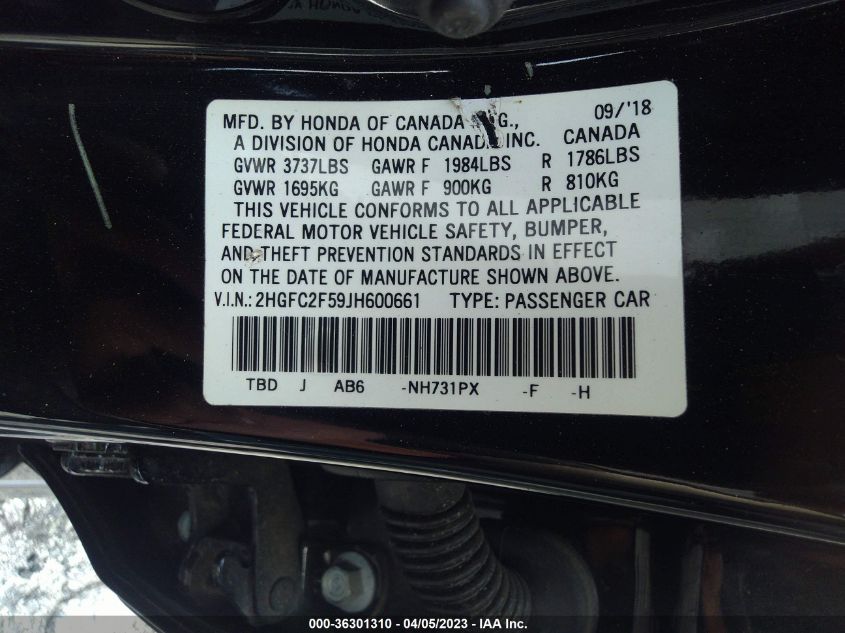 MFD. BY HONDA OF CANADA G., 09/'18
A DIVISION OF HONDA CANADA INC. CANADA
GVWR 3737LBS GAWR F 1984LBS R 1786LBS
GVWR 1695KG GAWR F 900KG R 810KG
THIS VEHICLE CONFORMS TO ALL APPLICABLE
FEDERAL MOTOR VEHICLE SAFETY, BUMPER,
AND THEFT PREVENTION STANDARDS IN EFFECT
ON THE DATE OF MANUFACTURE SHOWN ABOVE.
V.I.N.: 2HGFC2F59JH600661 TYPE: PASSENGER CAR
TBD J AB6 -NH731PX -F -H
000-36301310 - 04/05/2023 - IAA Inc.